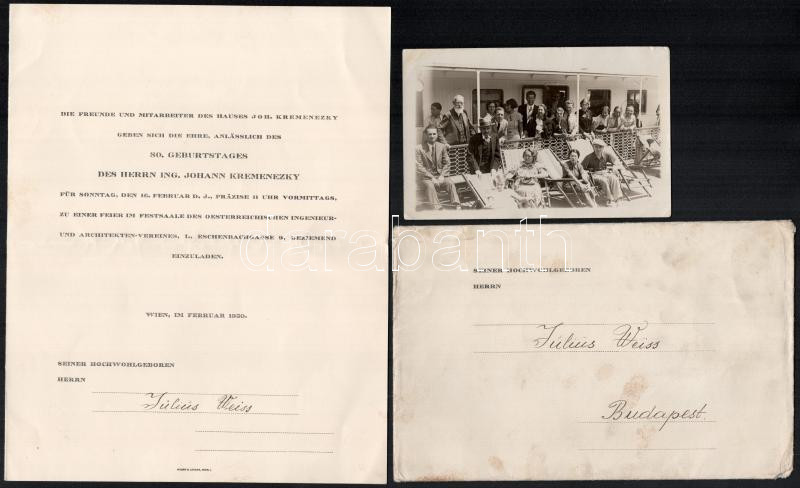 DIE FREUNDE UND MITARBEITER DES HAUSES JOH. KREMENEZKY
GEBEN SICH DIE EHRE, ANLÄSSLICH DES
80. GEBURTSTAGES
DES HERRN ING. JOHANN KREMENEZKY
FÜR SONNTAG, DEN 16. FEBRUAR D. J., PRÄZISE 11 UHR VORMITTAGS,
ZU EINER FEIER IM FESTSAALE DES OESTERREICHISCHEN INGENIEUR-
UND ARCHITEKTEN-VEREINES, I., ESCHENBACHGASSE 9, GEZIEMEND
EINZULADEN.
WIEN, IM FEBRUAR 1930.
SEINER HOCHWOHLGEBOREN
HERRN
Július Weiss
SEINER HOCHWOHLGEBOREN
HERRN
Július Weiss
Budapest.
darabanth